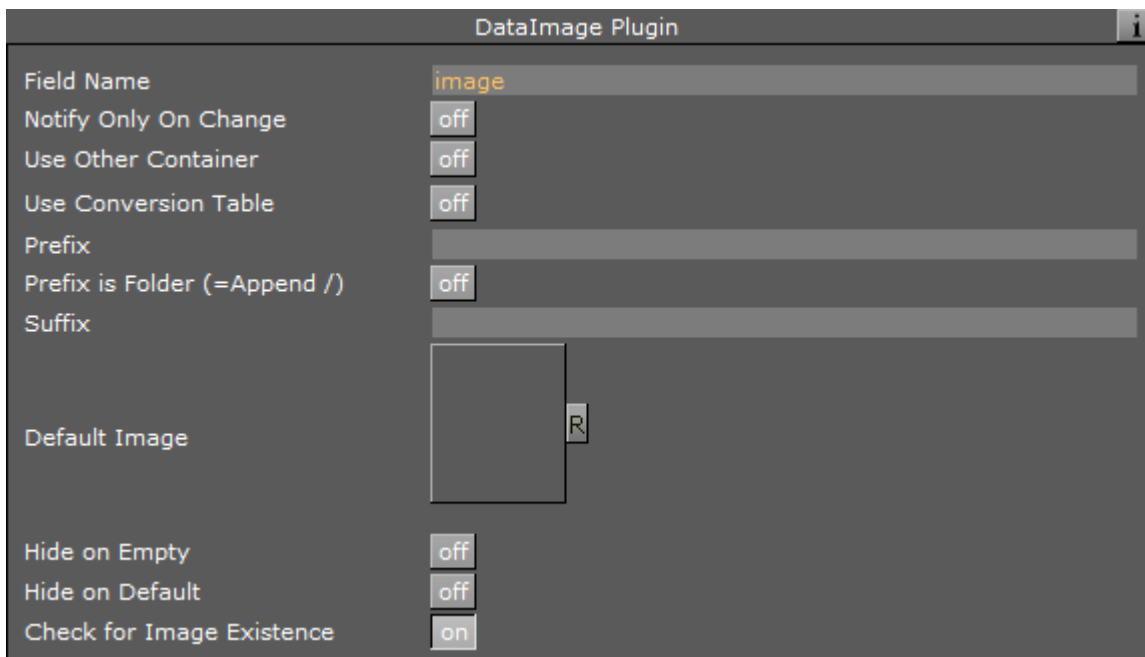 DataImage Plugin i
Field Name image
Notify Only On Change off
Use Other Container off
Use Conversion Table off
Prefix
Prefix is Folder (=Append /) off
Suffix
Default Image R
Hide on Empty off
Hide on Default off
Check for Image Existence on